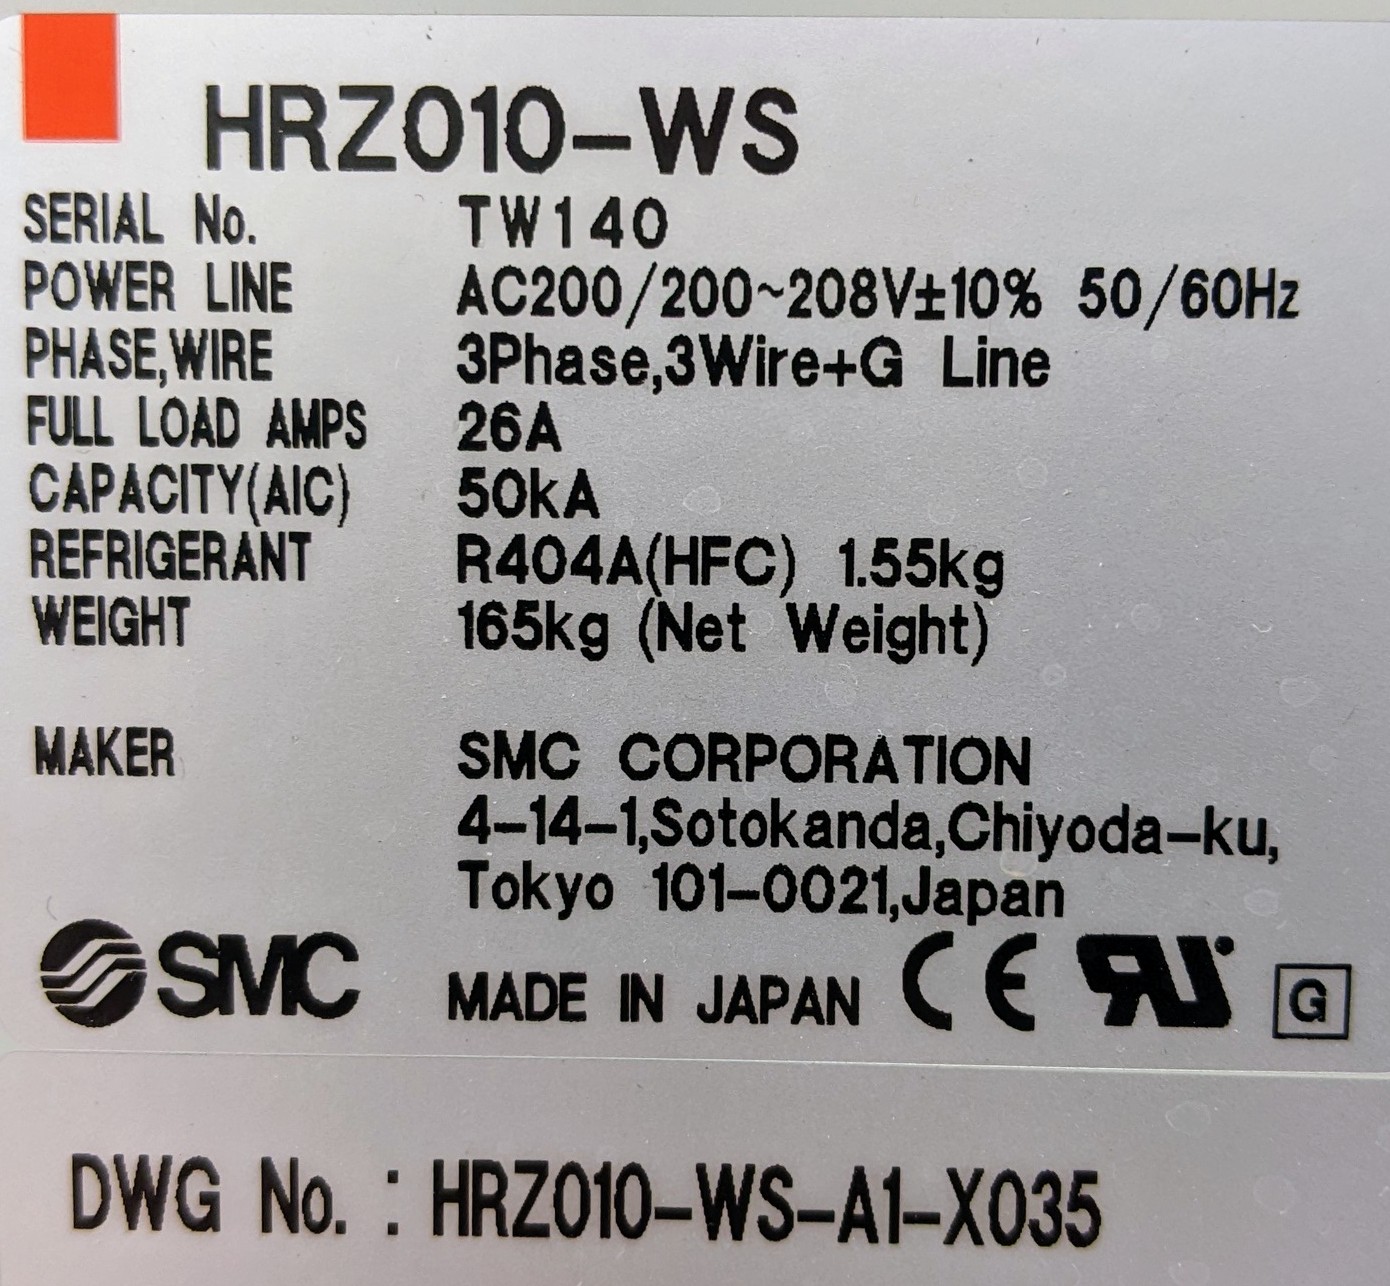 HRZ010-WS
SERIAL No. TW140
POWER LINE AC200/200~208V±10% 50/60Hz
PHASE,WIRE 3Phase,3Wire+G Line
FULL LOAD AMPS 26A
CAPACITY(AIC) 50kA
REFRIGERANT R404A(HFC) 1.55kg
WEIGHT 165kg (Net Weight)
MAKER SMC CORPORATION
4-14-1,Sotokanda,Chiyoda-ku,
Tokyo 101-0021,Japan
SMC MADE IN JAPAN CE RU G
DWG No. : HRZ010-WS-A1-X035